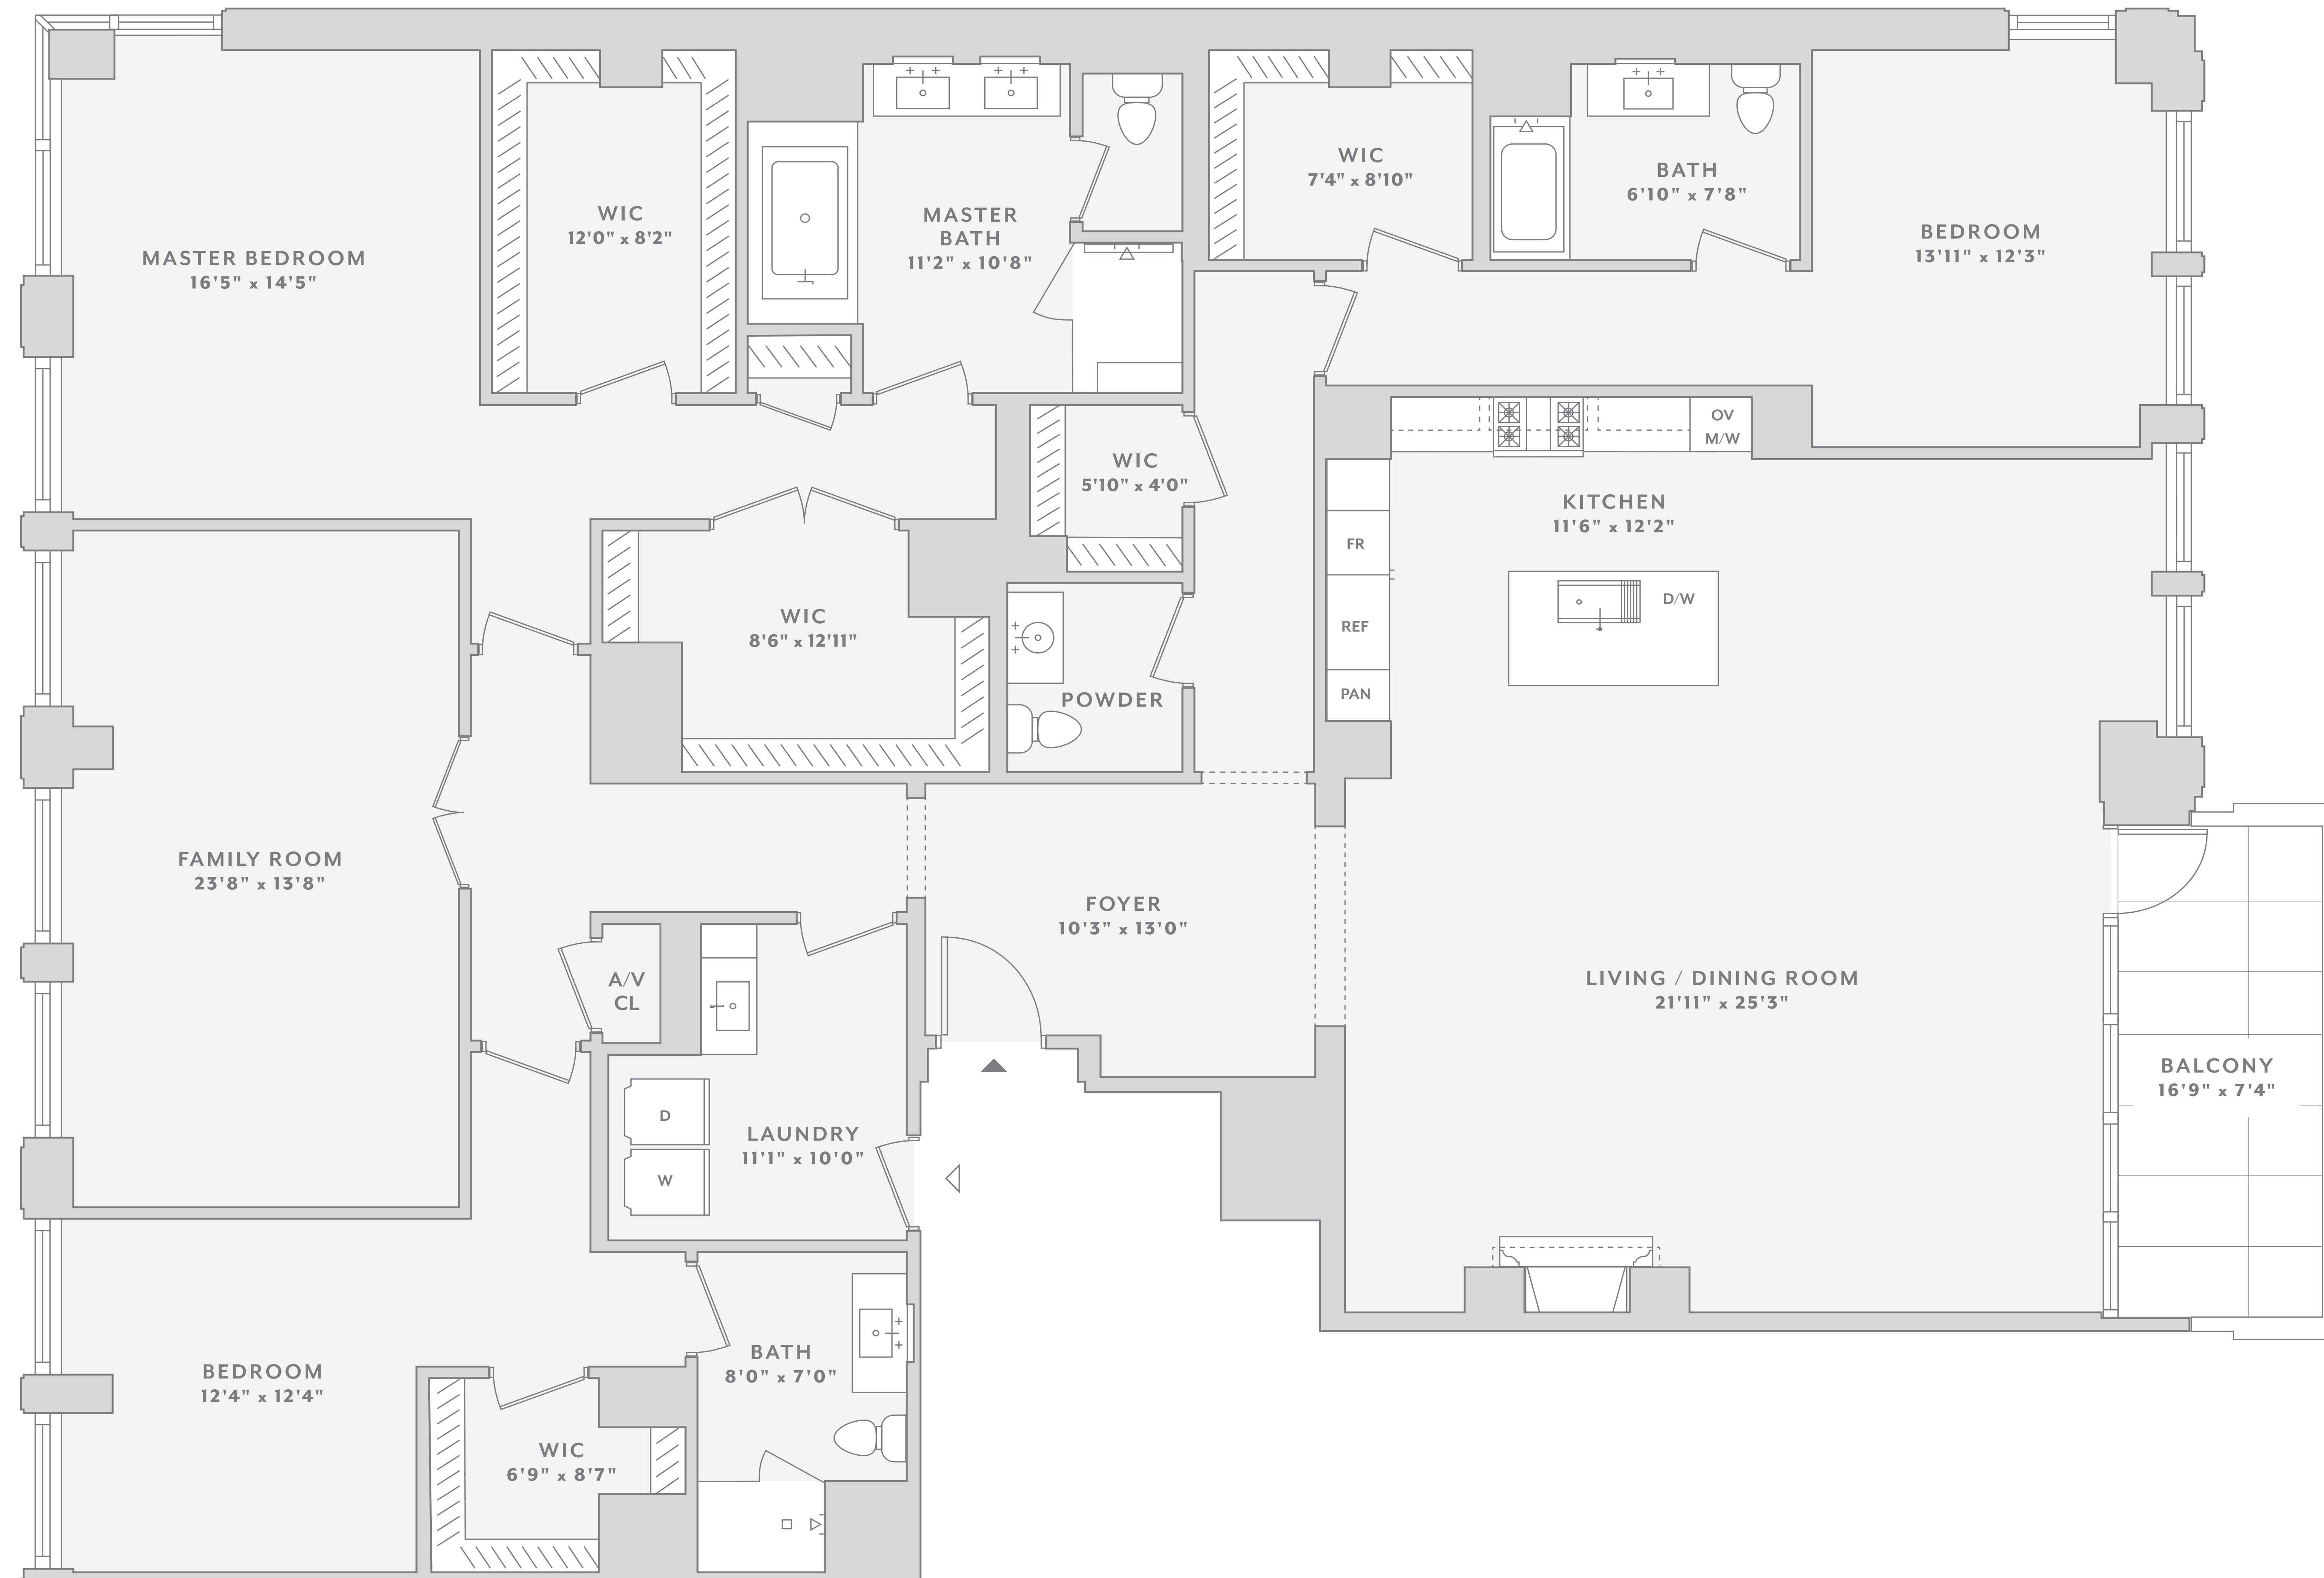 MASTER BEDROOM
16'5" x 14'5"
WIC
12'0" x 8'2"
MASTER
BATH
11'2" x 10'8"
WIC
7'4" x 8'10"
BATH
6'10" x 7'8"
BEDROOM
13'11" x 12'3"
WIC
5'10" x 4'0"
OV
M/W
KITCHEN
11'6" x 12'2"
FR
REF
PAN
D/W
WIC
8'6" x 12'11"
POWDER
FAMILY ROOM
23'8" x 13'8"
FOYER
10'3" x 13'0"
A/V
CL
LIVING / DINING ROOM
21'11" x 25'3"
BALCONY
16'9" x 7'4"
D
W
LAUNDRY
11'1" x 10'0"
BEDROOM
12'4" x 12'4"
BATH
8'0" x 7'0"
WIC
6'9" x 8'7"